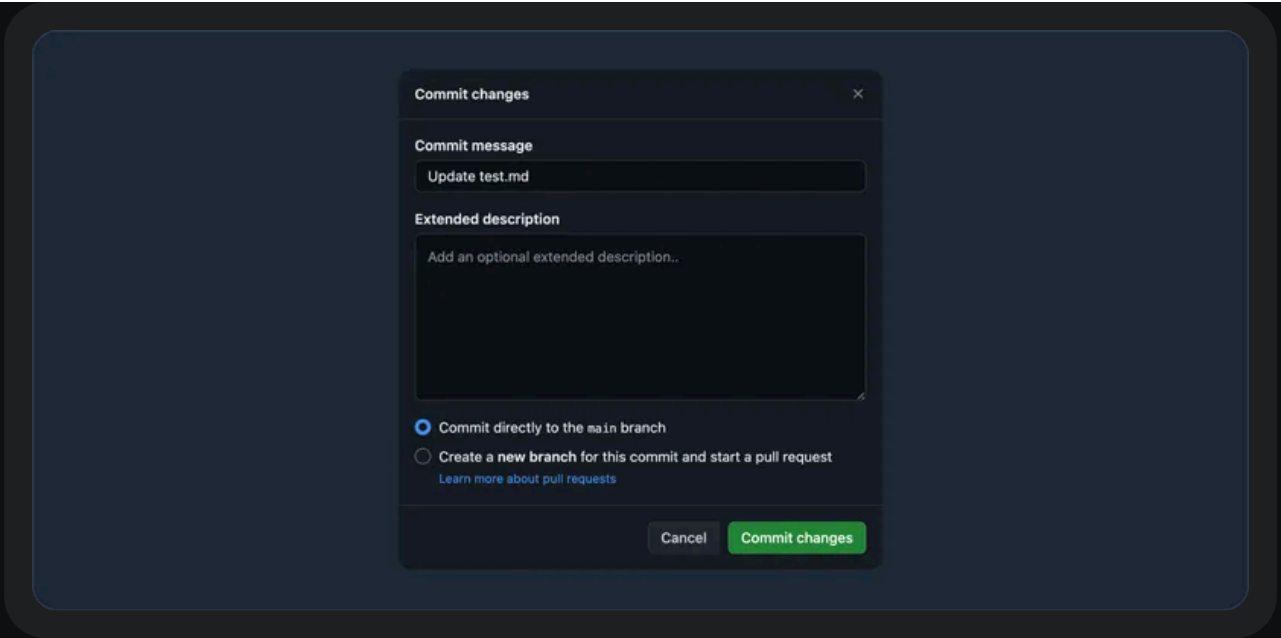 Commit changes
Commit message
Update test.md
Extended description
Add an optional extended description..
Commit directly to the main branch
Create a new branch for this commit and start a pull request
Learn more about pull requests
Cancel
Commit changes